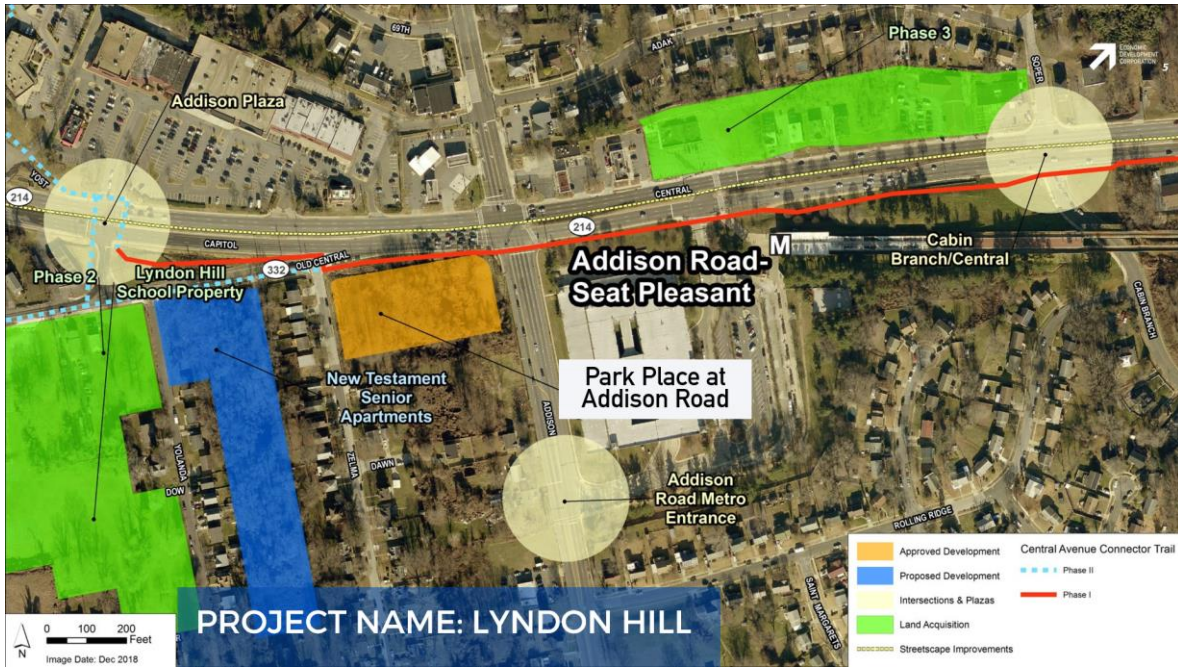 69TH
ADAK
Phase 3
SOPER
ECONOMIC
DEVELOPMENT
CORPORATION
5
Addison Plaza
YOST
214
CENTRAL
214
CAPITOL
OLD CENTRAL
332
M
Addison Road-
Seat Pleasant
Cabin
Branch/Central
CABIN BRANCH
Phase 2
Lyndon Hill
School Property
New Testament
Senior
Apartments
Park Place at
Addison Road
ADDISON
YOLANDA
DOW
ZELMA
DAWN
Addison
Road Metro
Entrance
ROLLING RIDGE
SAINT MARGARETS
Approved Development
Proposed Development
Intersections & Plazas
Land Acquisition
Streetscape Improvements
Central Avenue Connector Trail
Phase II
Phase I
N
0 100 200
Feet
Image Date: Dec 2018
PROJECT NAME: LYNDON HILL